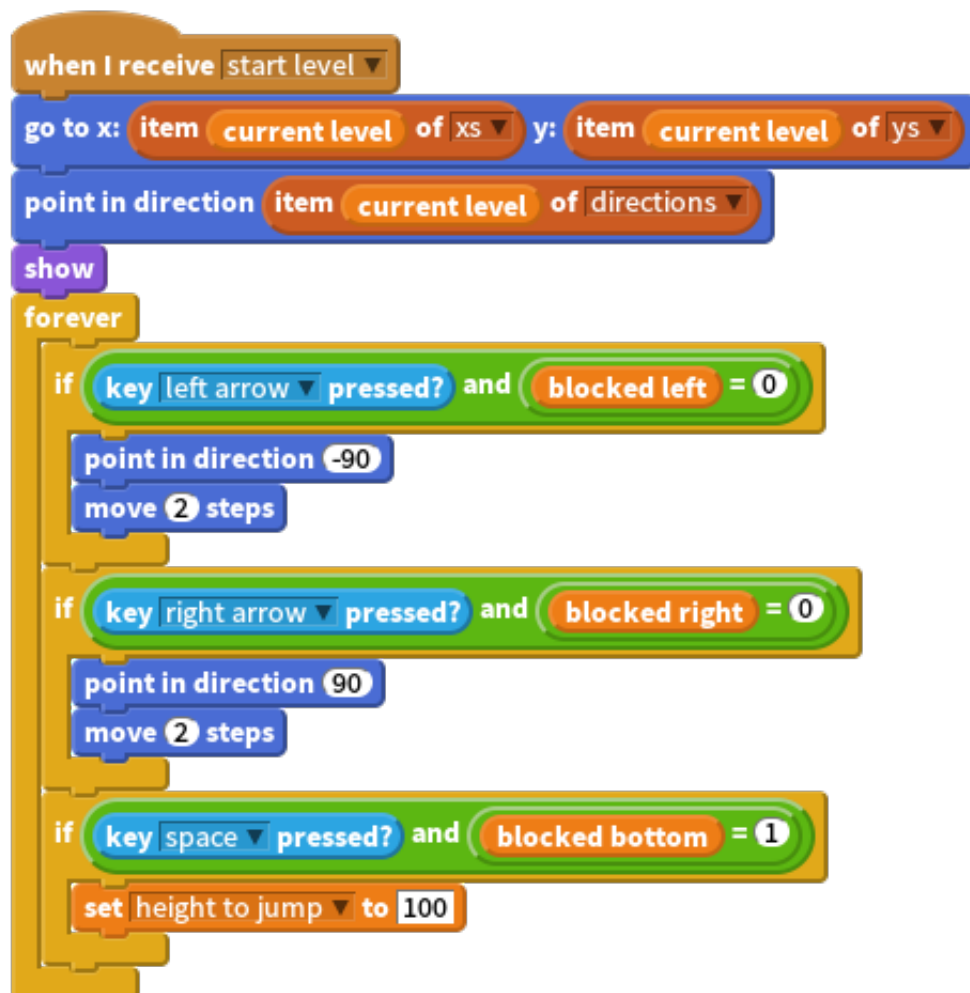 when I receive start level
go to x: item current level of xs y: item current level of ys
point in direction item current level of directions
show
forever
if key left arrow pressed? and blocked left = 0
point in direction -90
move 2 steps
if key right arrow pressed? and blocked right = 0
point in direction 90
move 2 steps
if key space pressed? and blocked bottom = 1
set height to jump to 100